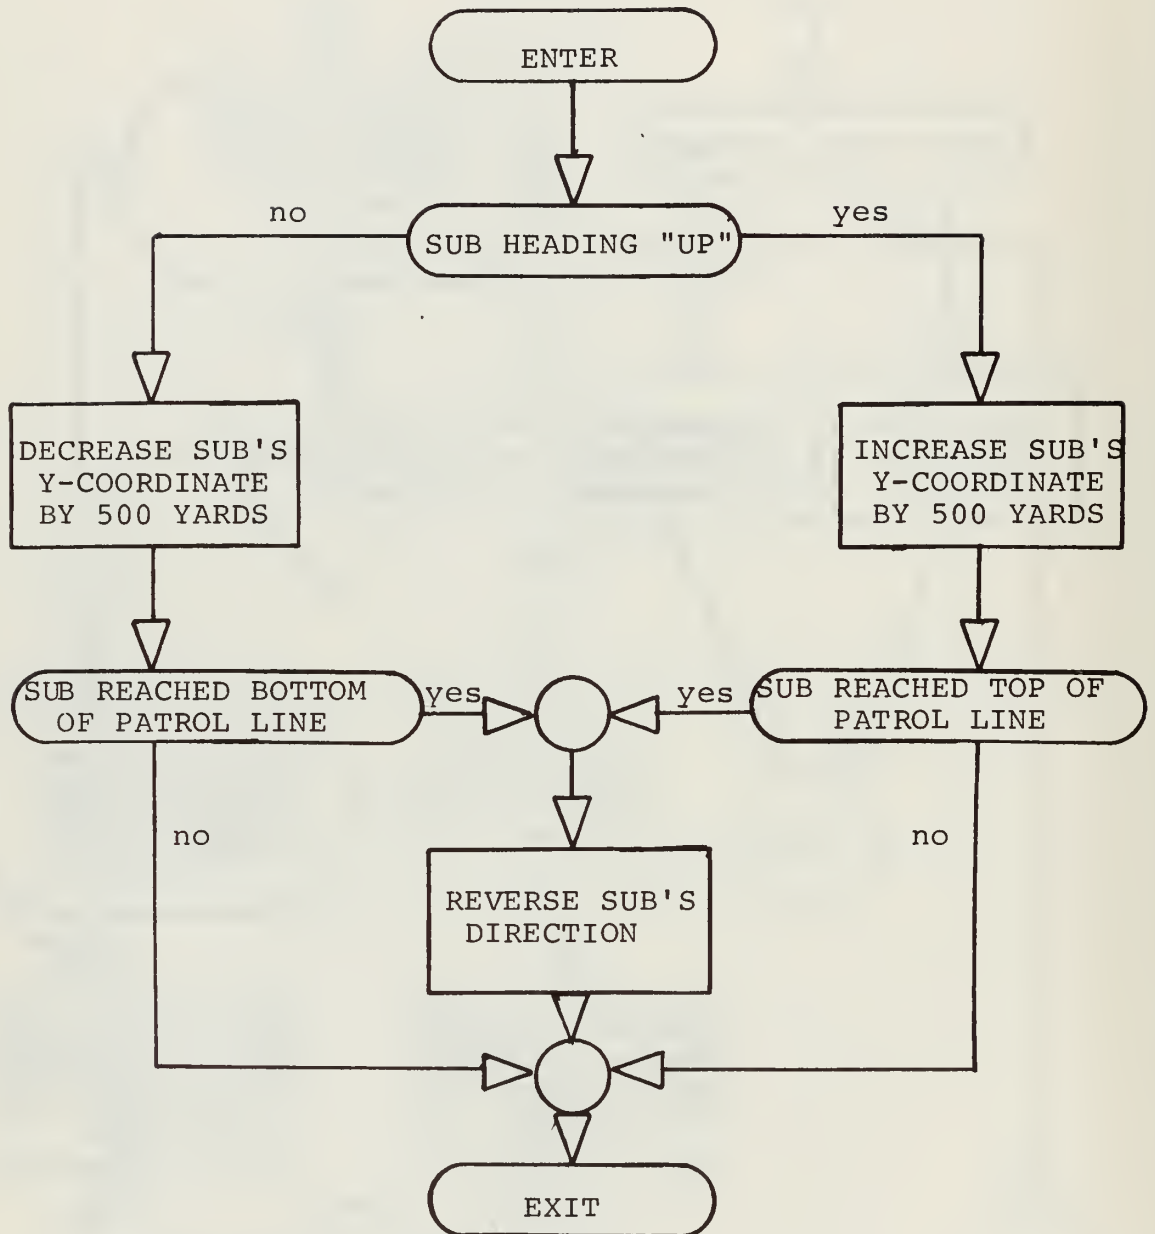 ENTER
no
yes
SUB HEADING "UP"
DECREASE SUB'S
Y-COORDINATE
BY 500 YARDS
INCREASE SUB'S
Y-COORDINATE
BY 500 YARDS
SUB REACHED BOTTOM
OF PATROL LINE
yes
yes
SUB REACHED TOP OF
PATROL LINE
no
no
REVERSE SUB'S
DIRECTION
EXIT